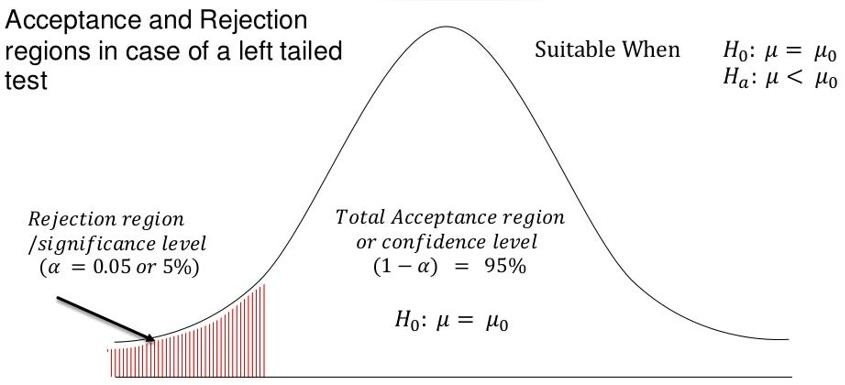 Acceptance and Rejection
regions in case of a left tailed
test
Suitable When
H₀: μ = μ₀
Hₐ: μ < μ₀
Rejection region
/significance level
(α = 0.05 or 5%)
Total Acceptance region
or confidence level
(1 − α) = 95%
H₀: μ = μ₀